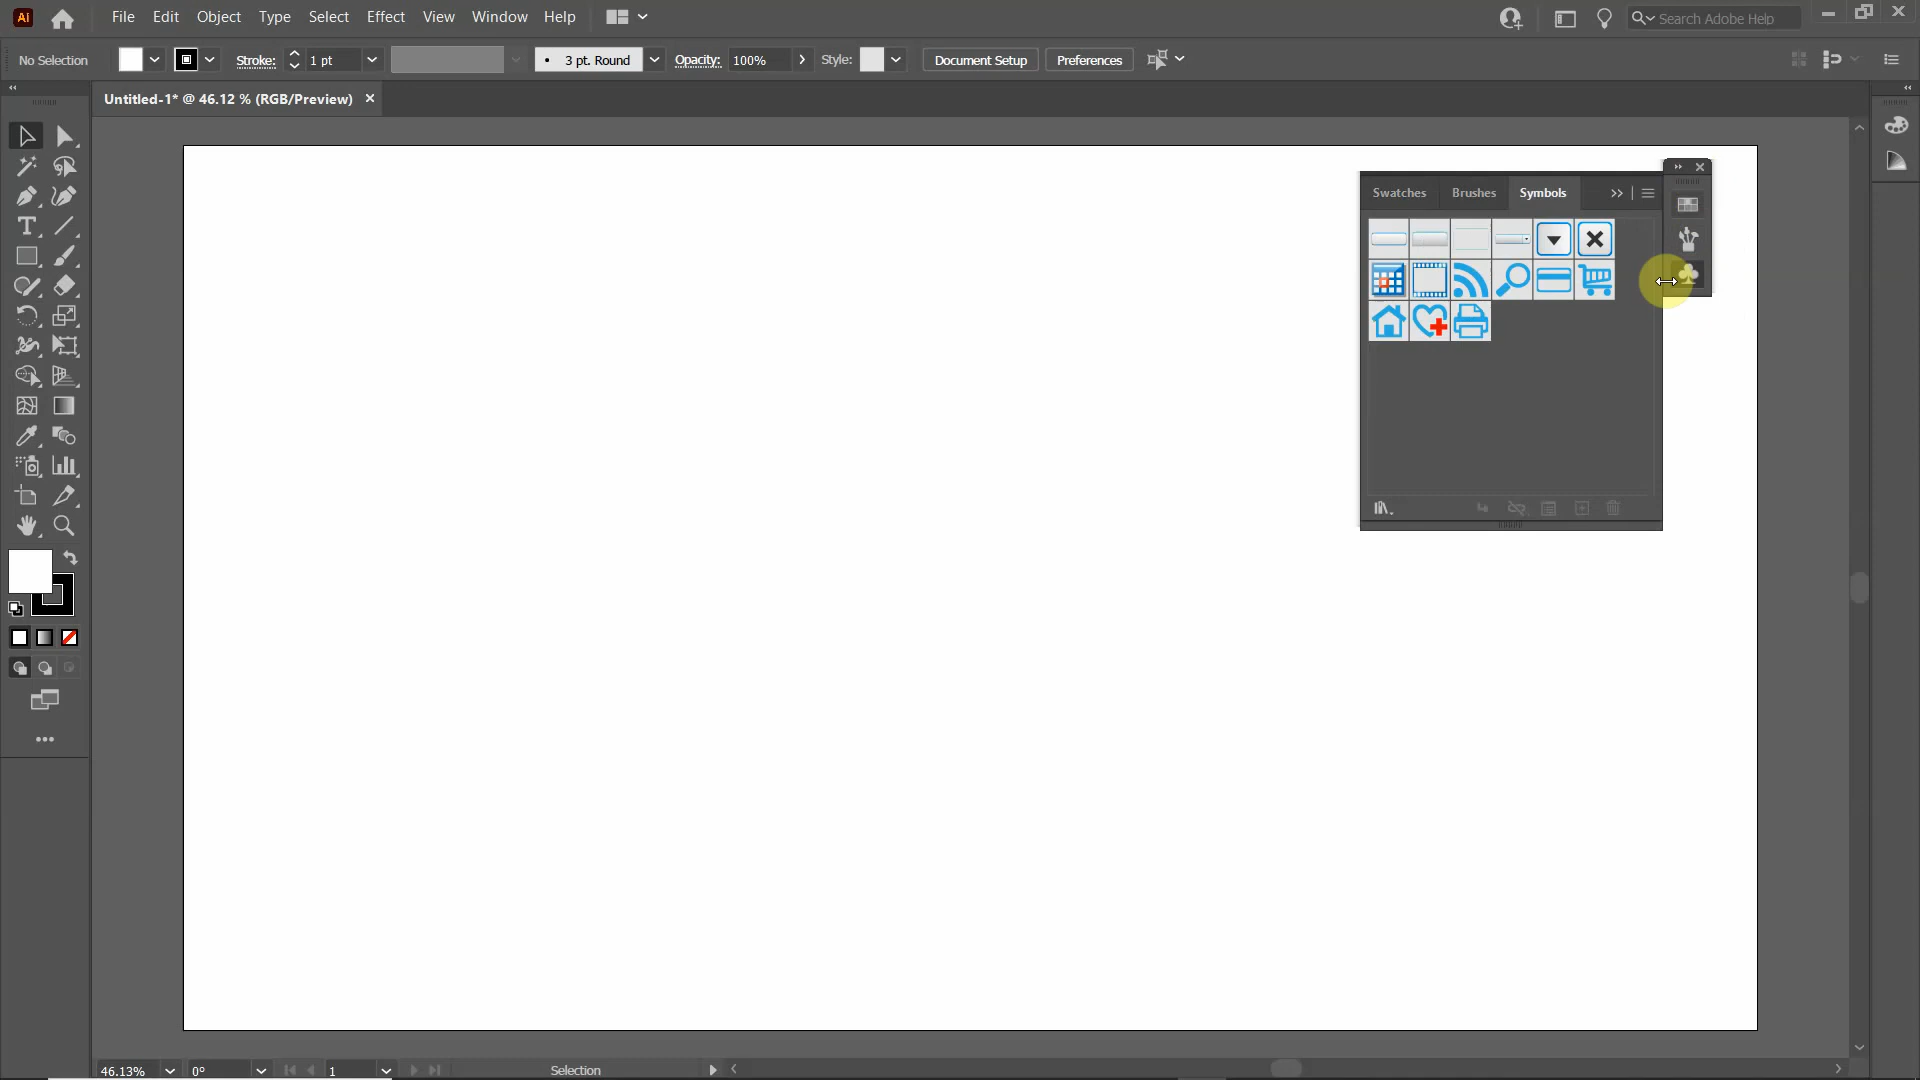 Ai File Edit Object Type Select Effect View Window Help Search Adobe Help
No Selection Stroke: 1 pt 3 pt. Round Opacity: 100% Style: Document Setup Preferences
Untitled-1* @ 46.12 % (RGB/Preview)
Swatches Brushes Symbols
46.13% 0° 1 Selection